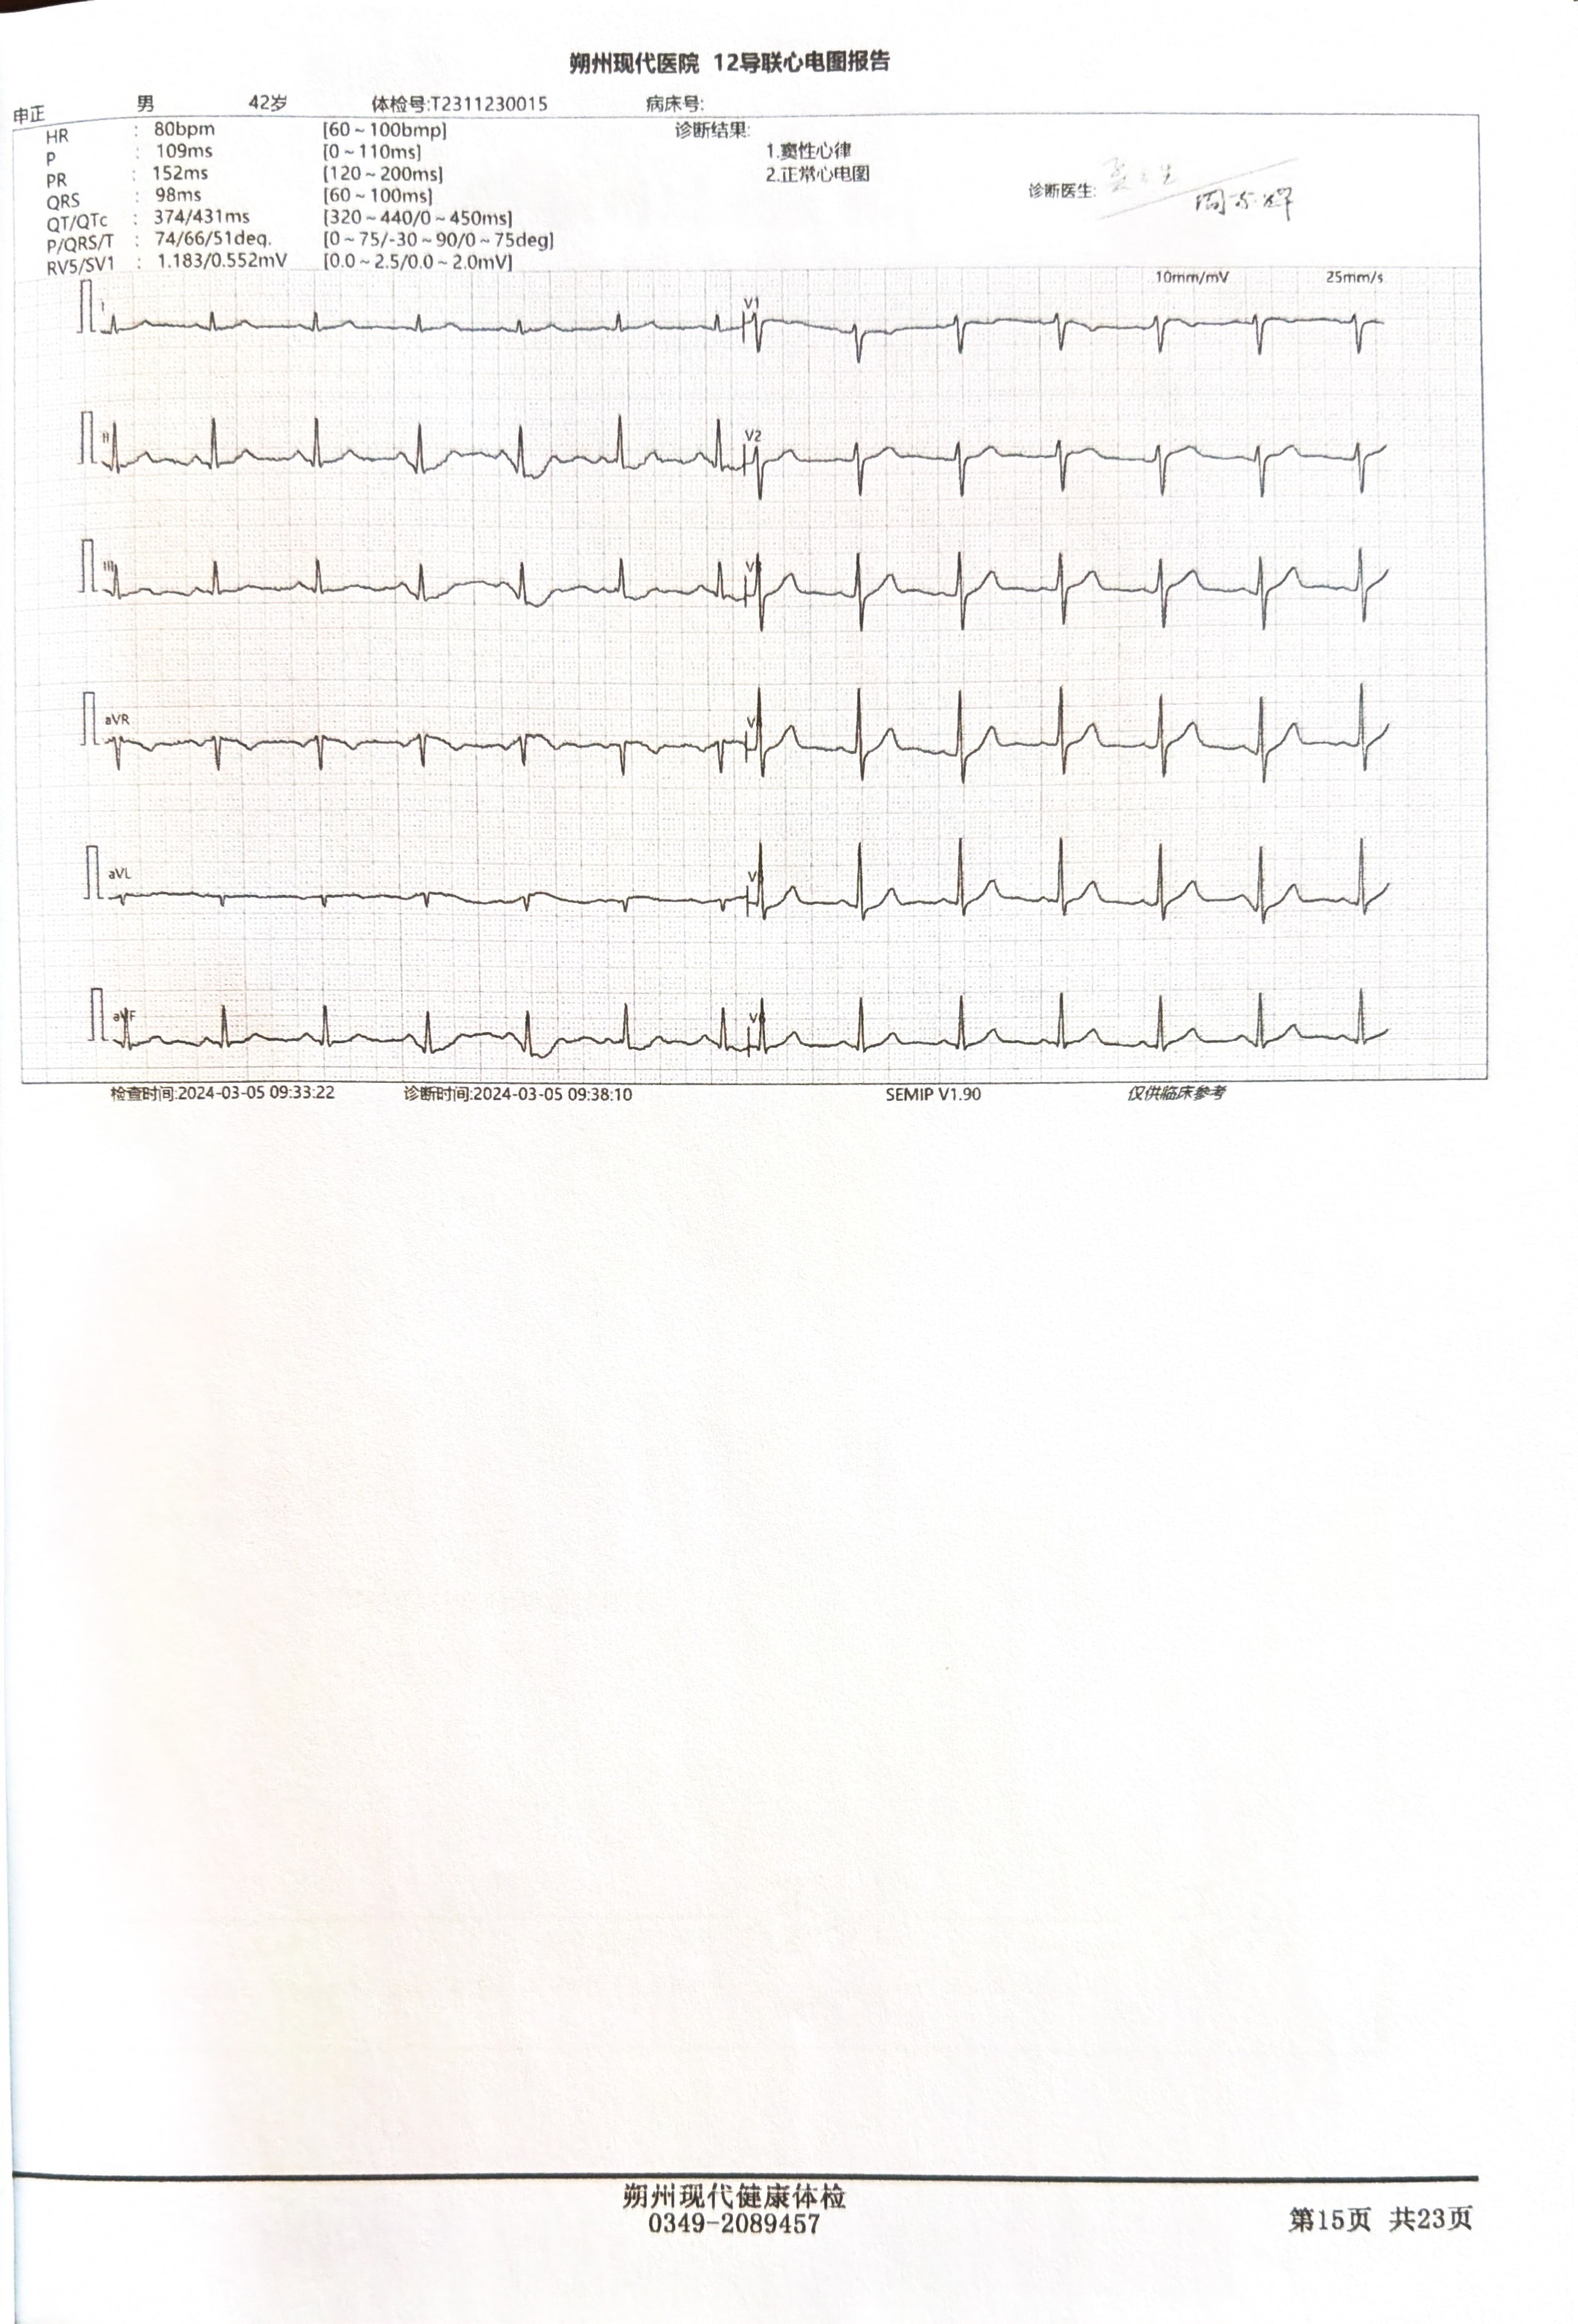 朔州现代医院 12导联心电图报告
申正 男 42岁 体检号:T2311230015 病床号:
HR : 80bpm [60~100bmp] 诊断结果:
P : 109ms [0~110ms] 1.窦性心律
PR : 152ms [120~200ms] 2.正常心电图
QRS : 98ms [60~100ms] 诊断医生:
QT/QTc : 374/431ms [320~440/0~450ms]
P/QRS/T : 74/66/51deq. [0~75/-30~90/0~75deg]
RV5/SV1 : 1.183/0.552mV [0.0~2.5/0.0~2.0mV]
10mm/mV 25mm/s
I V1
II V2
III V
aVR V
aVL V
aVF V
检查时间:2024-03-05 09:33:22 诊断时间:2024-03-05 09:38:10 SEMIP V1.90 仅供临床参考
朔州现代健康体检
0349-2089457
第15页 共23页